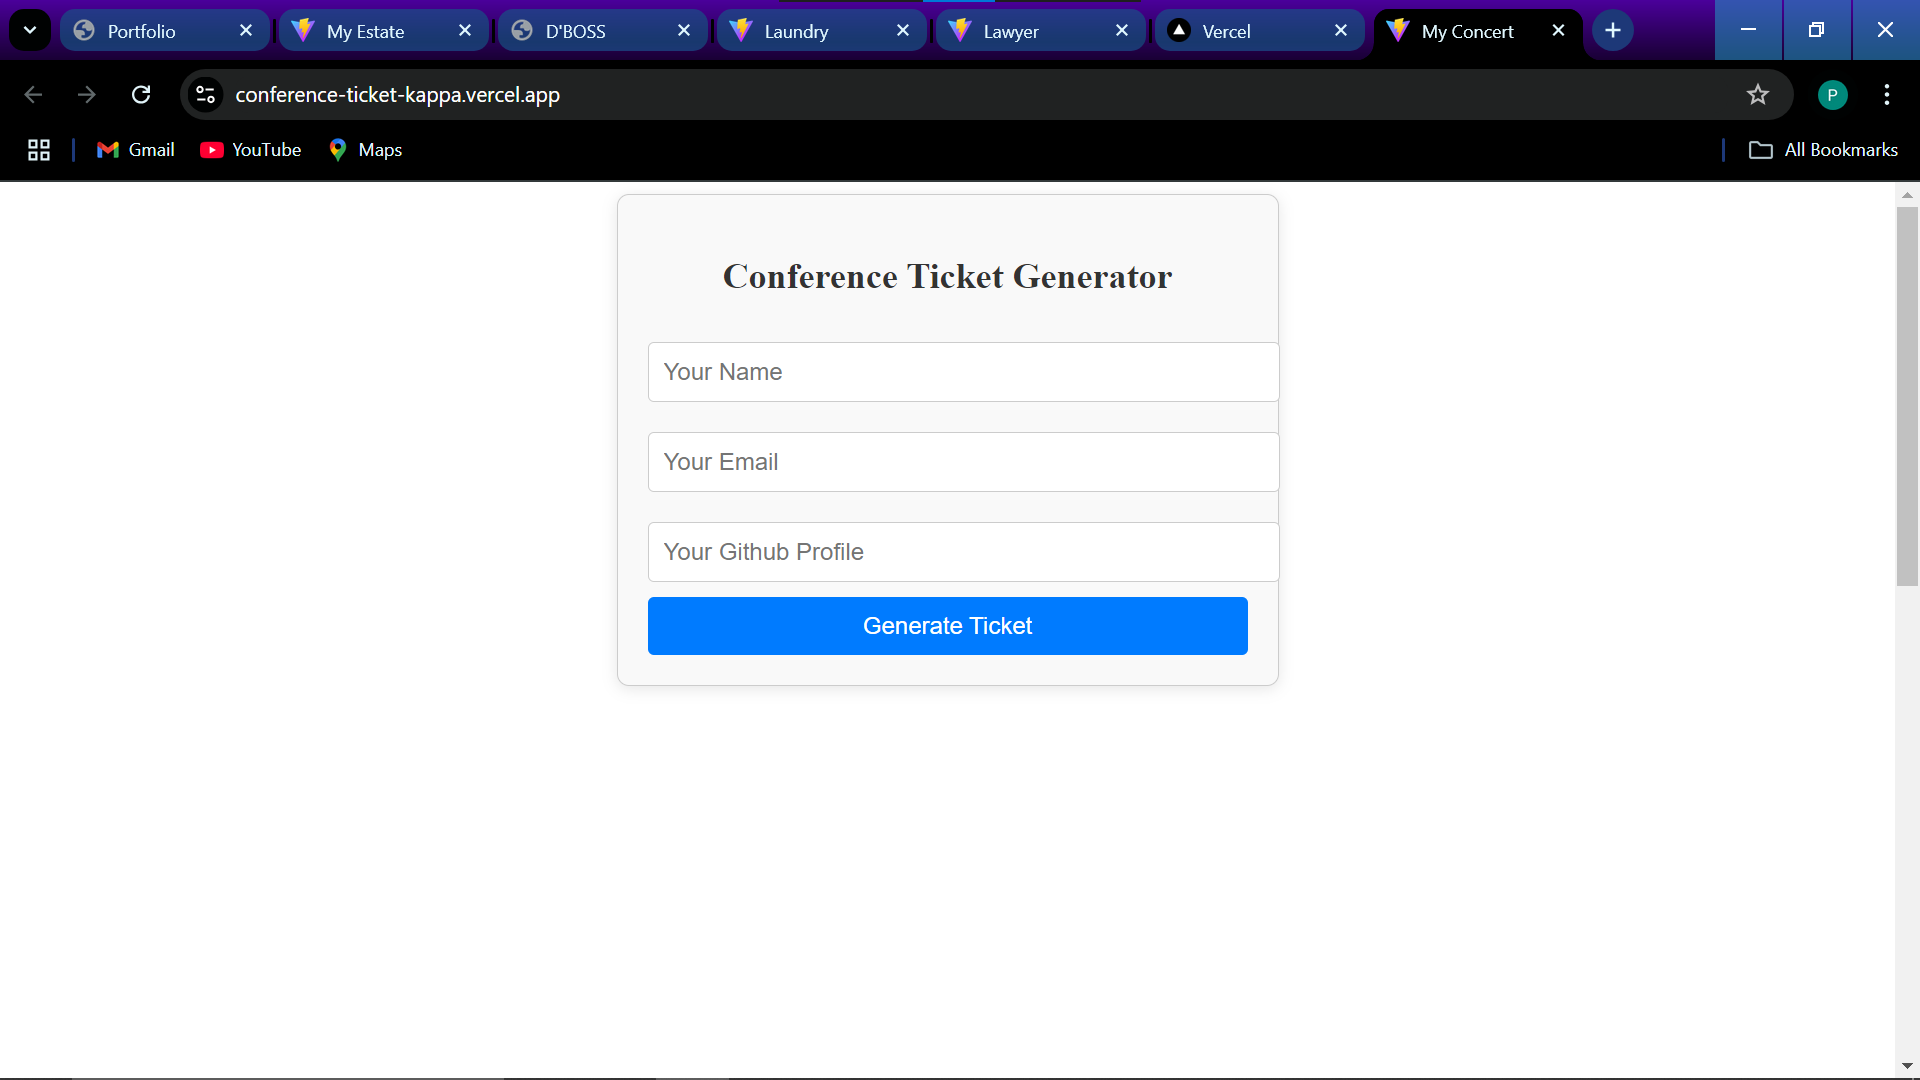 Portfolio
My Estate
D'BOSS
Laundry
Lawyer
Vercel
My Concert
conference-ticket-kappa.vercel.app
P
Gmail
YouTube
Maps
All Bookmarks
Conference Ticket Generator
Your Name
Your Email
Your Github Profile
Generate Ticket